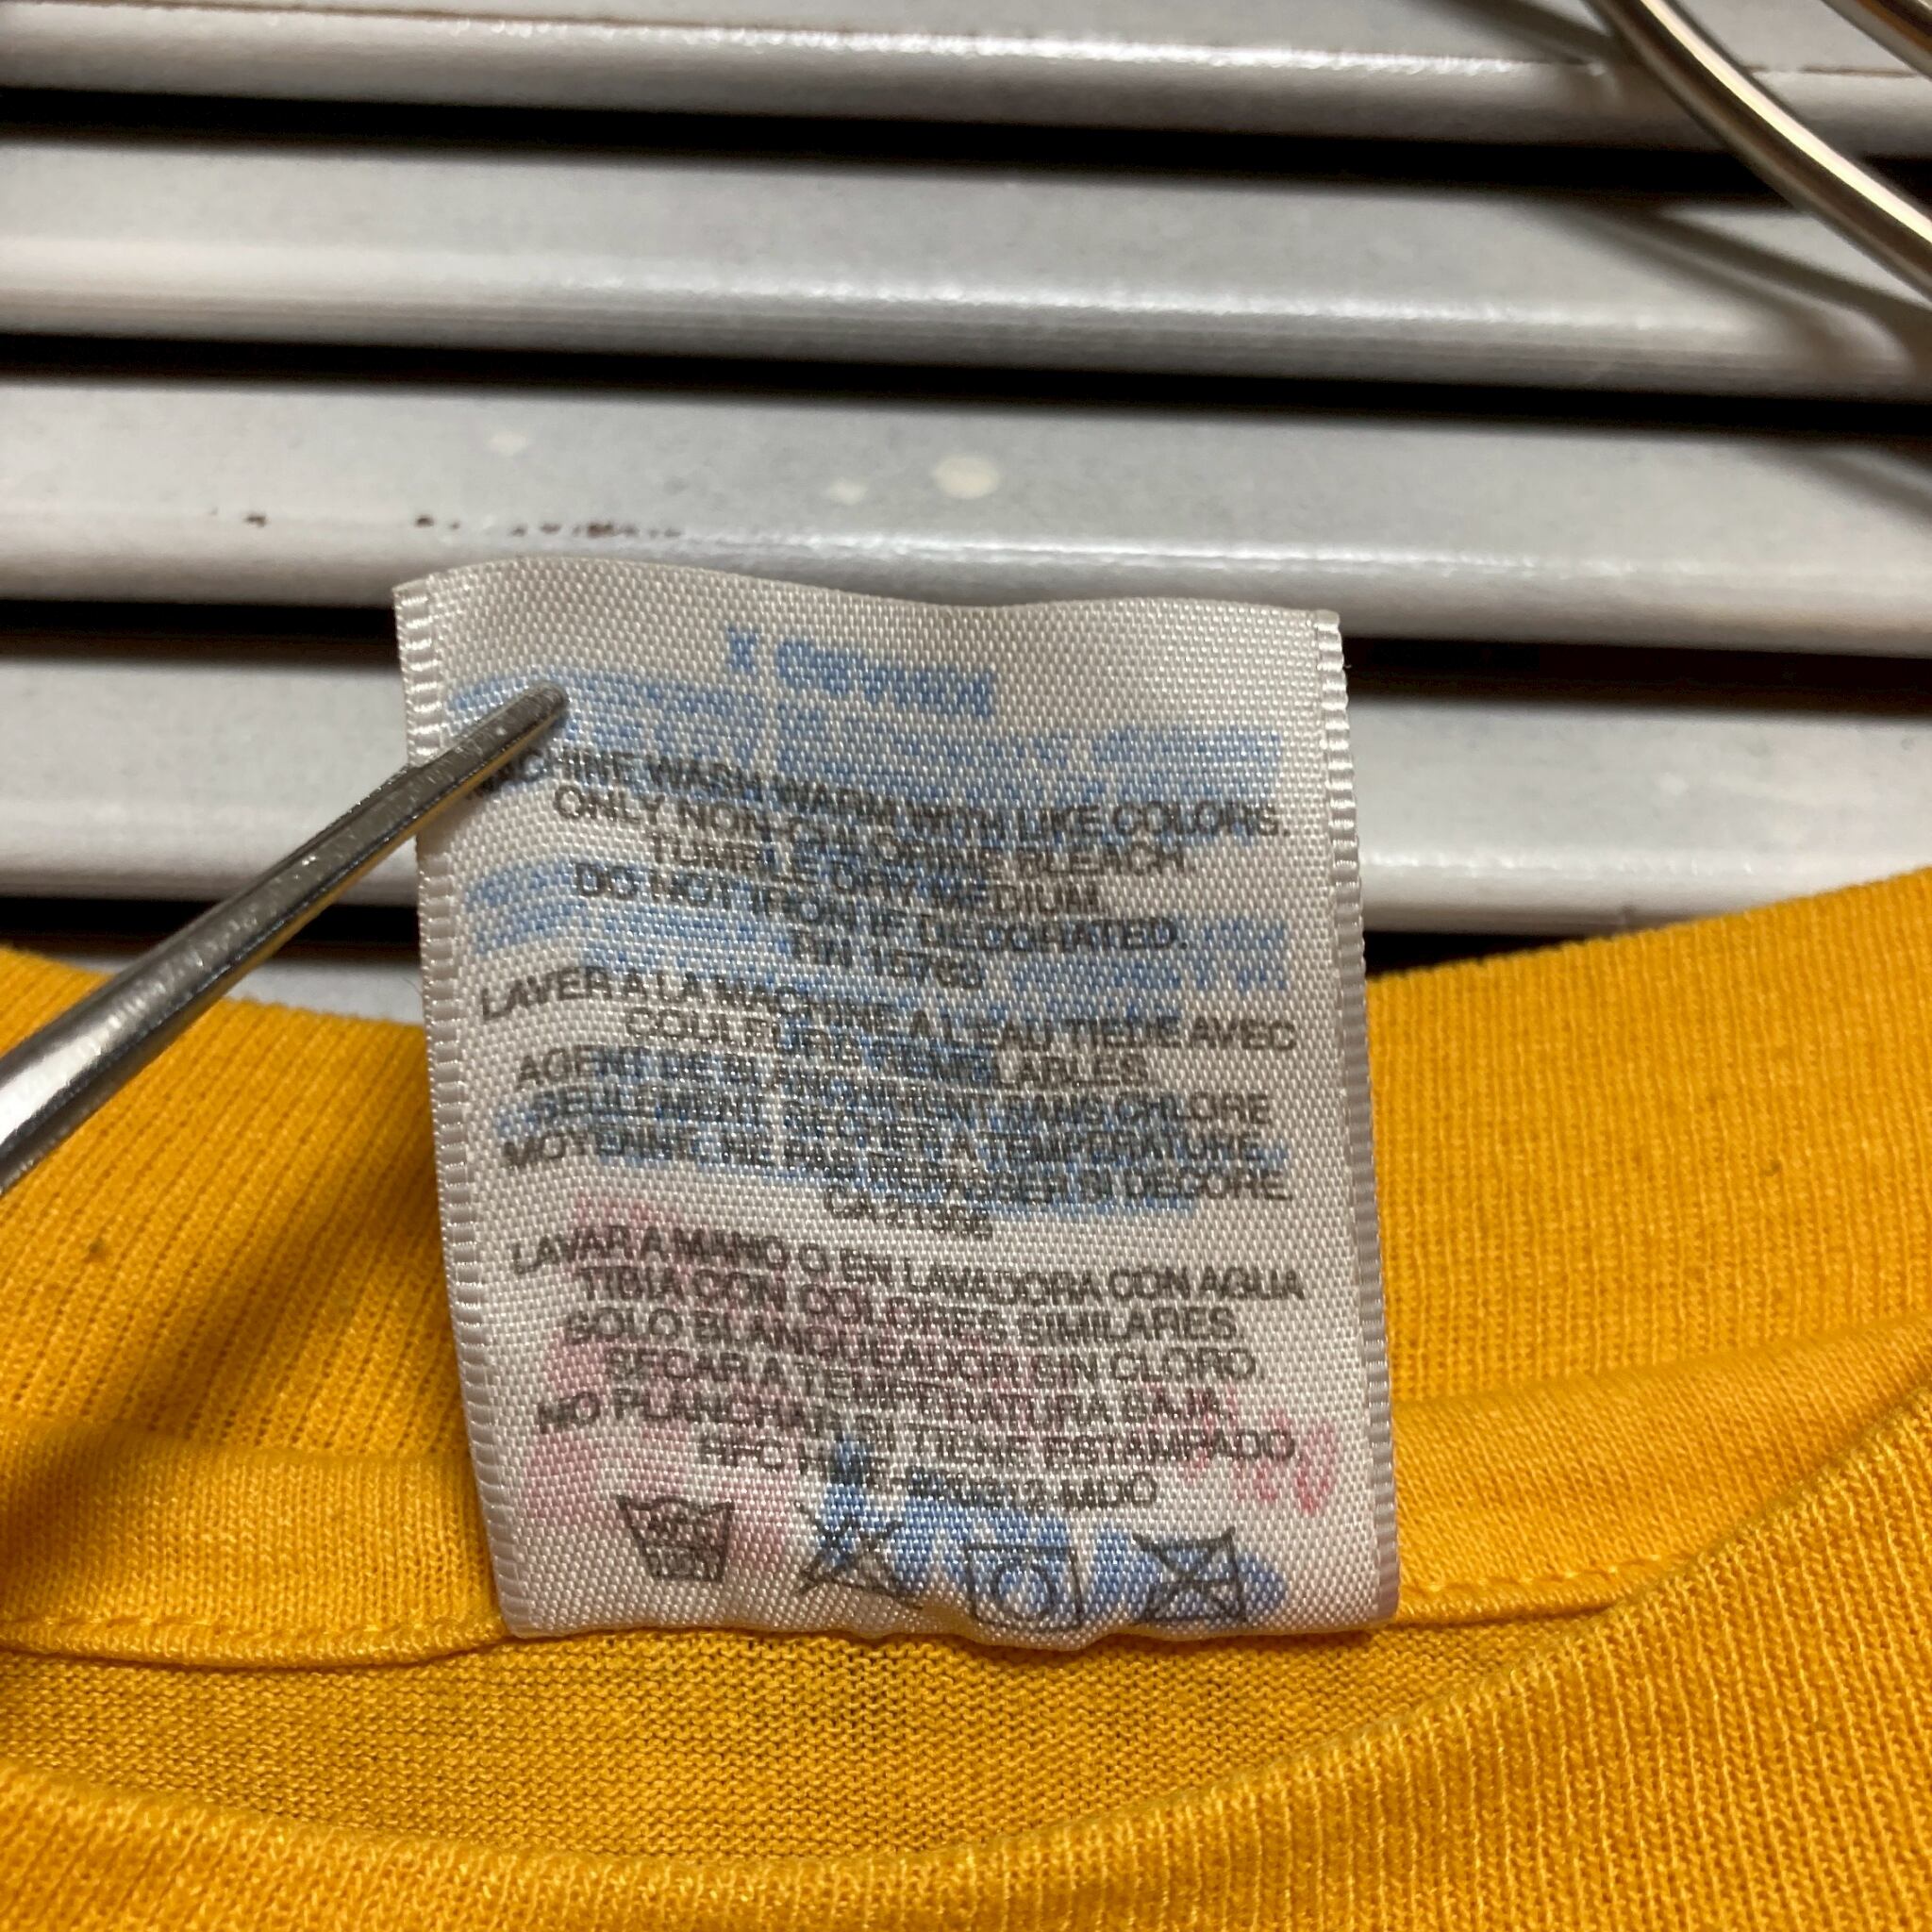 MACHINE WASH WARM WITH LIKE COLORS.
ONLY NON-CHLORINE BLEACH
TUMBLE DRY MEDIUM
DO NOT IRON IF DECORATED.
RN 15763
LAVER A LA MACHINE A L'EAU TIEDE AVEC
COULEURS SEMBLABLES
AGENT DE BLANCHIMENT SANS CHLORE
SEULEMENT, SECHER A TEMPERATURE
MOYENNE, NE PAS REPASSER SI DECORE
LAVAR A MANO O EN LAVADORA CON AGUA
TIBIA CON COLORES SIMILARES
SOLO BLANQUEADOR SIN CLORO
SECAR A TEMPERATURA BAJA
NO PLANCHAR SI TIENE ESTAMPADO